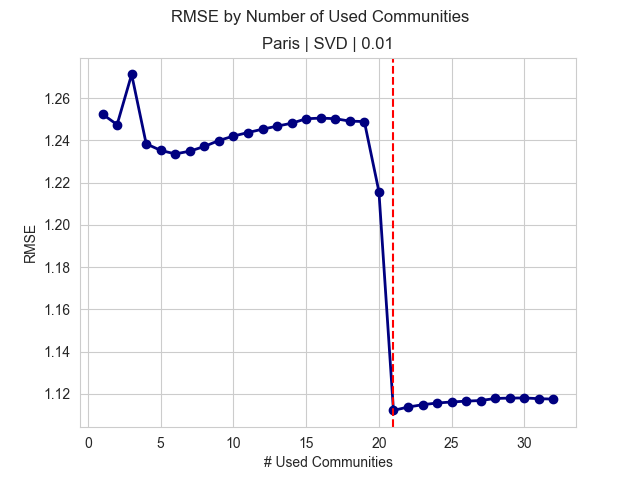 RMSE by Number of Used Communities
Paris | SVD | 0.01
1.26
1.24
1.22
1.20
1.18
1.16
1.14
1.12
RMSE
0 5 10 15 20 25 30
# Used Communities